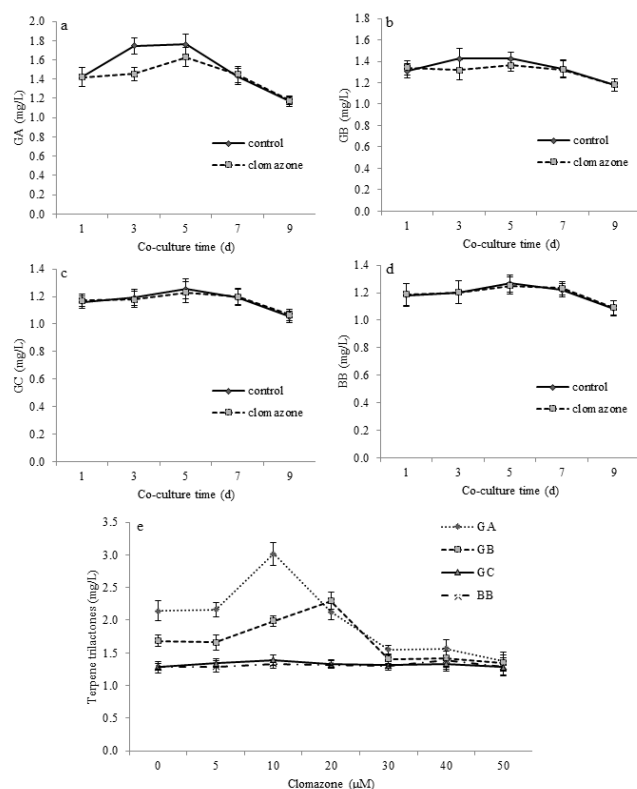 a
2.0
1.8
1.6
1.4
1.2
1.0
0.8
0.6
0.4
0.2
0.0
GA (mg/L)
control
clomazone
1 3 5 7 9
Co-culture time (d)
b
1.8
1.6
1.4
1.2
1.0
0.8
0.6
0.4
0.2
0.0
GB (mg/L)
control
clomazone
1 3 5 7 9
Co-culture time (d)
c
1.4
1.2
1.0
0.8
0.6
0.4
0.2
0.0
GC (mg/L)
control
clomazone
1 3 5 7 9
Co-culture time (d)
d
1.4
1.2
1.0
0.8
0.6
0.4
0.2
0.0
BB (mg/L)
control
clomazone
1 3 5 7 9
Co-culture time (d)
e
3.5
3.0
2.5
2.0
1.5
1.0
0.5
0.0
Terpene trilactones (mg/L)
GA
GB
GC
BB
0 5 10 20 30 40 50
Clomazone (μM)